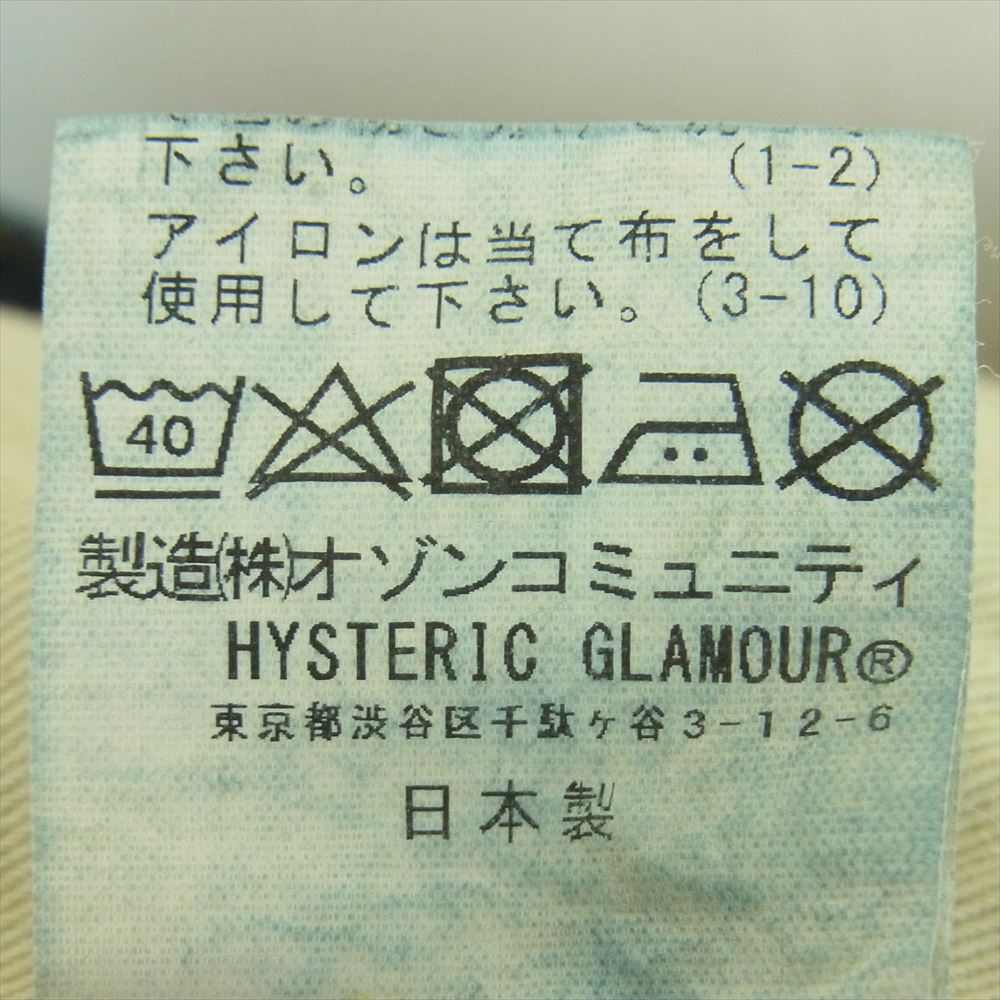 下さい。 (1-2)
アイロンは当て布をして
使用して下さい。(3-10)
40
製造㈱オゾンコミュニティ
HYSTERIC GLAMOUR®
東京都渋谷区千駄ヶ谷3-12-6
日本製